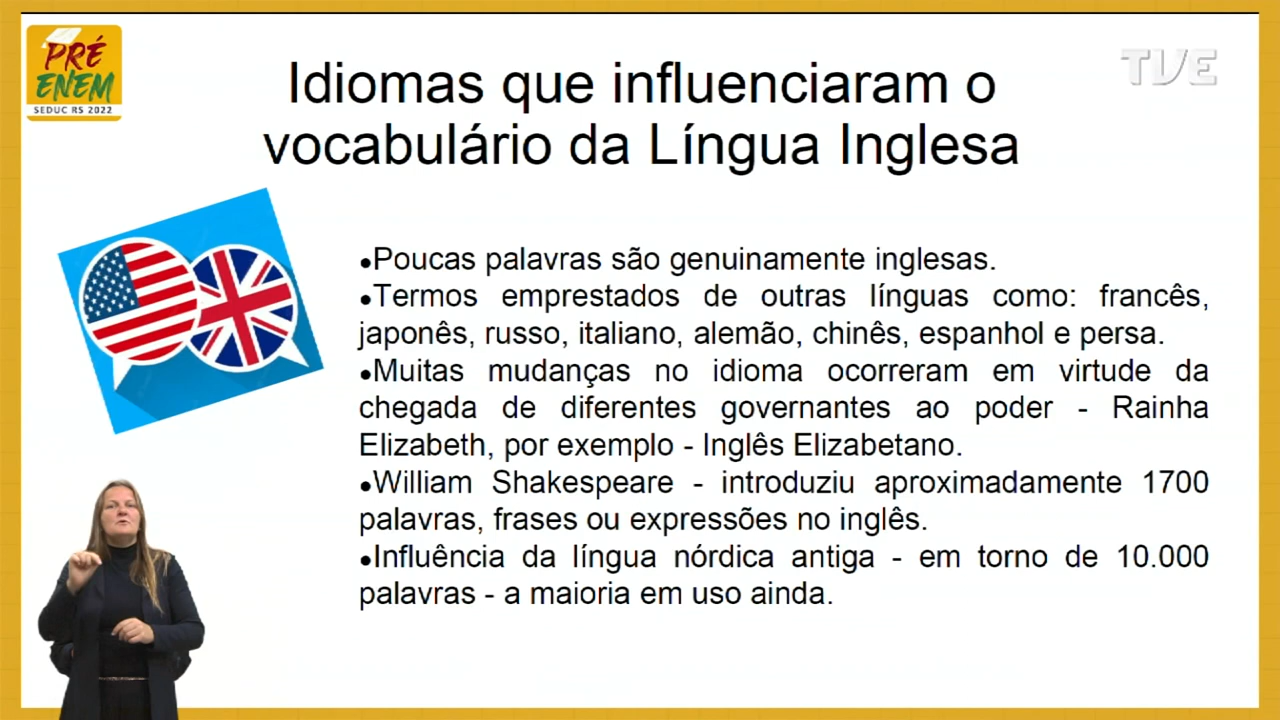 PRÉ
ENEM
SEDUC RS 2022
TVE
Idiomas que influenciaram o
vocabulário da Língua Inglesa
●Poucas palavras são genuinamente inglesas.
●Termos emprestados de outras línguas como: francês,
japonês, russo, italiano, alemão, chinês, espanhol e persa.
●Muitas mudanças no idioma ocorreram em virtude da
chegada de diferentes governantes ao poder - Rainha
Elizabeth, por exemplo - Inglês Elizabetano.
●William Shakespeare - introduziu aproximadamente 1700
palavras, frases ou expressões no inglês.
●Influência da língua nórdica antiga - em torno de 10.000
palavras - a maioria em uso ainda.